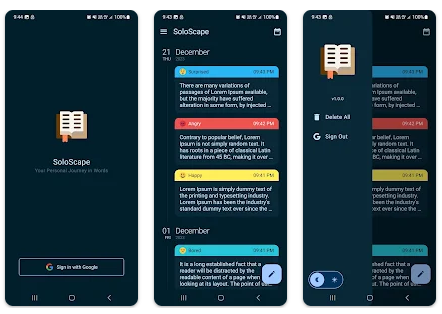 9:44
100%
SoloScape
Your Personal Journey in Words
Sign in with Google
9:43
100%
SoloScape
21 December
THU 2023
Surprised 09:43 PM
There are many variations of
passages of Lorem Ipsum available,
but the majority have suffered
alteration in some form, by injected ...
Angry 09:42 PM
Contrary to popular belief, Lorem
Ipsum is not simply random text. It
has roots in a piece of classical Latin
literature from 45 BC, making it over ...
Happy 09:41 PM
Lorem Ipsum is simply dummy text of
the printing and typesetting industry.
Lorem Ipsum has been the industry's
standard dummy text ever since the ...
01 December
FRI 2023
Bored 09:41 PM
It is a long established fact that a
reader will be distracted by the
readable content of a page when
looking at its layout. The point of
9:43
100%
v1.0.0
Delete All
Sign Out
09:43 PM
09:42 PM
09:41 PM
09:41 PM